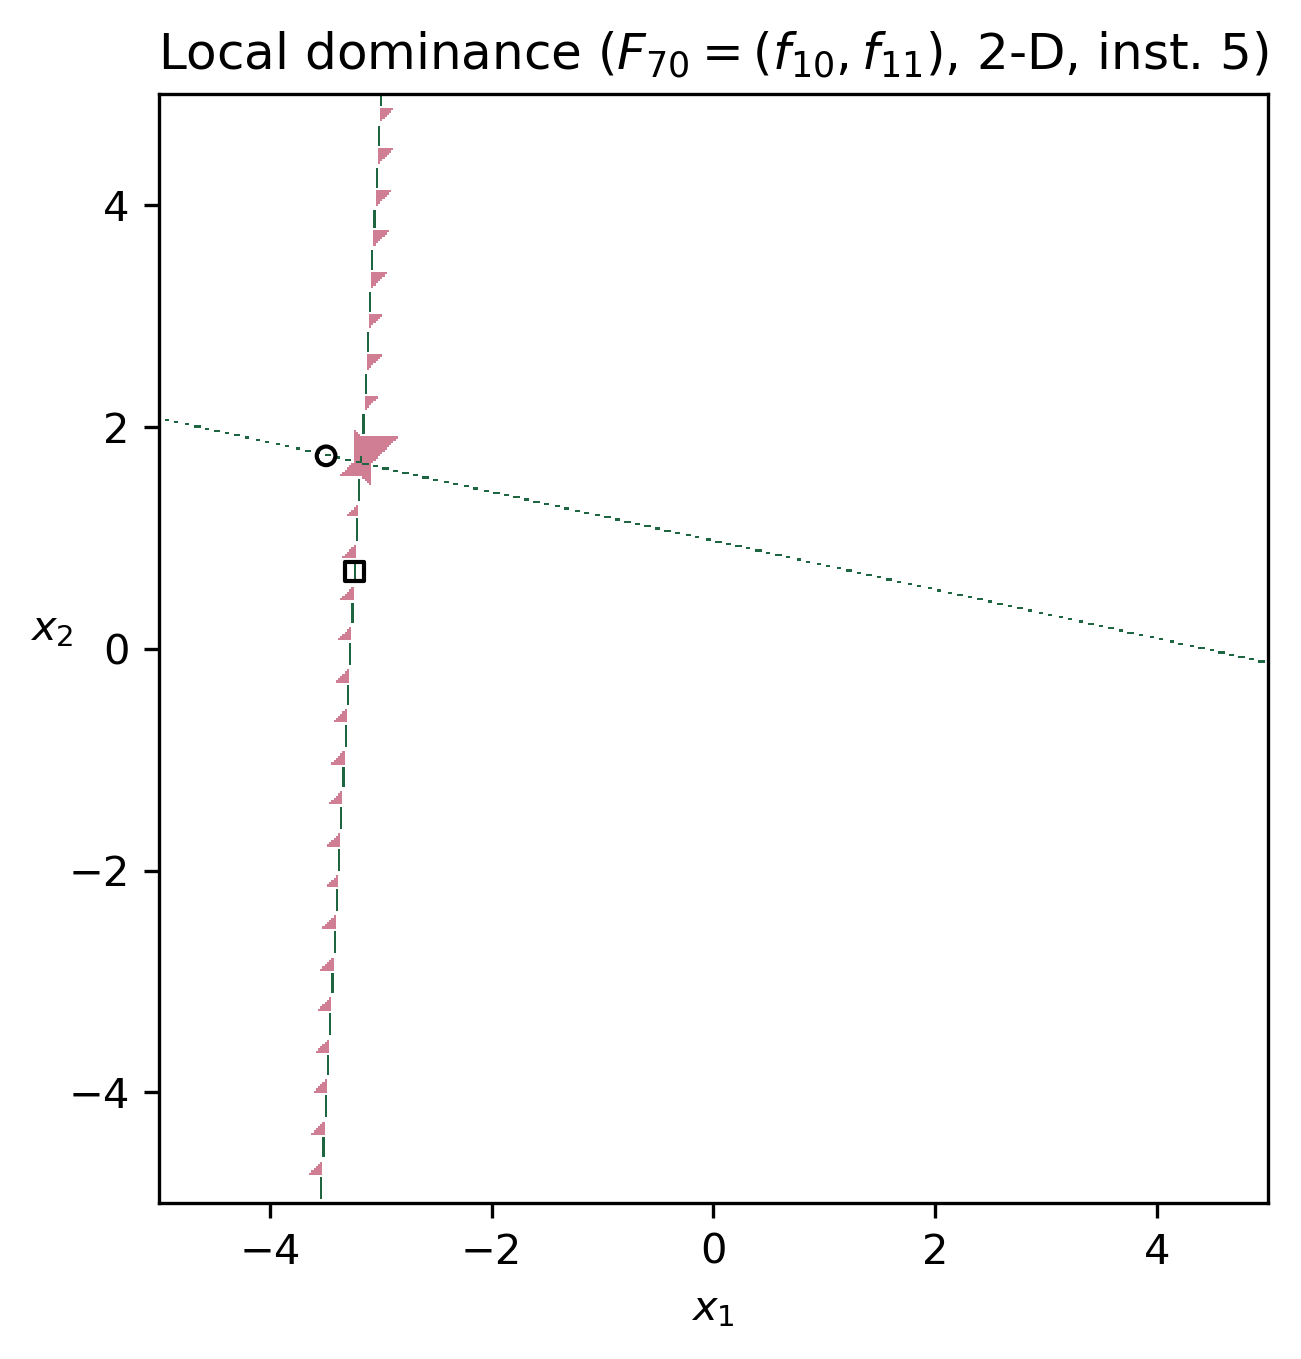 Local dominance (F₇₀ = (f₁₀, f₁₁), 2-D, inst. 5)
4
2
x₂ 0
−2
−4
−4 −2 0 2 4
x₁